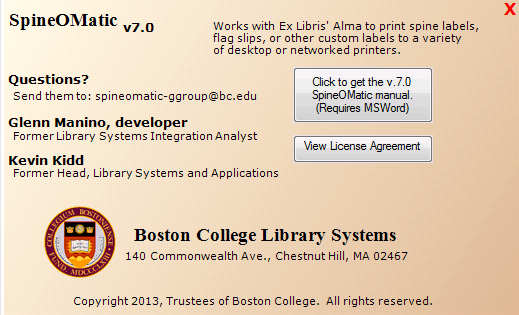 X
SpineOMatic v7.0
Works with Ex Libris' Alma to print spine labels,
flag slips, or other custom labels to a variety
of desktop or networked printers.
Questions?
Send them to: spineomatic-ggroup@bc.edu
Click to get the v.7.0
SpineOMatic manual.
(Requires MSWord)
Glenn Manino, developer
Former Library Systems Integration Analyst
View License Agreement
Kevin Kidd
Former Head, Library Systems and Applications
Boston College Library Systems
140 Commonwealth Ave., Chestnut Hill, MA 02467
Copyright 2013, Trustees of Boston College. All rights reserved.